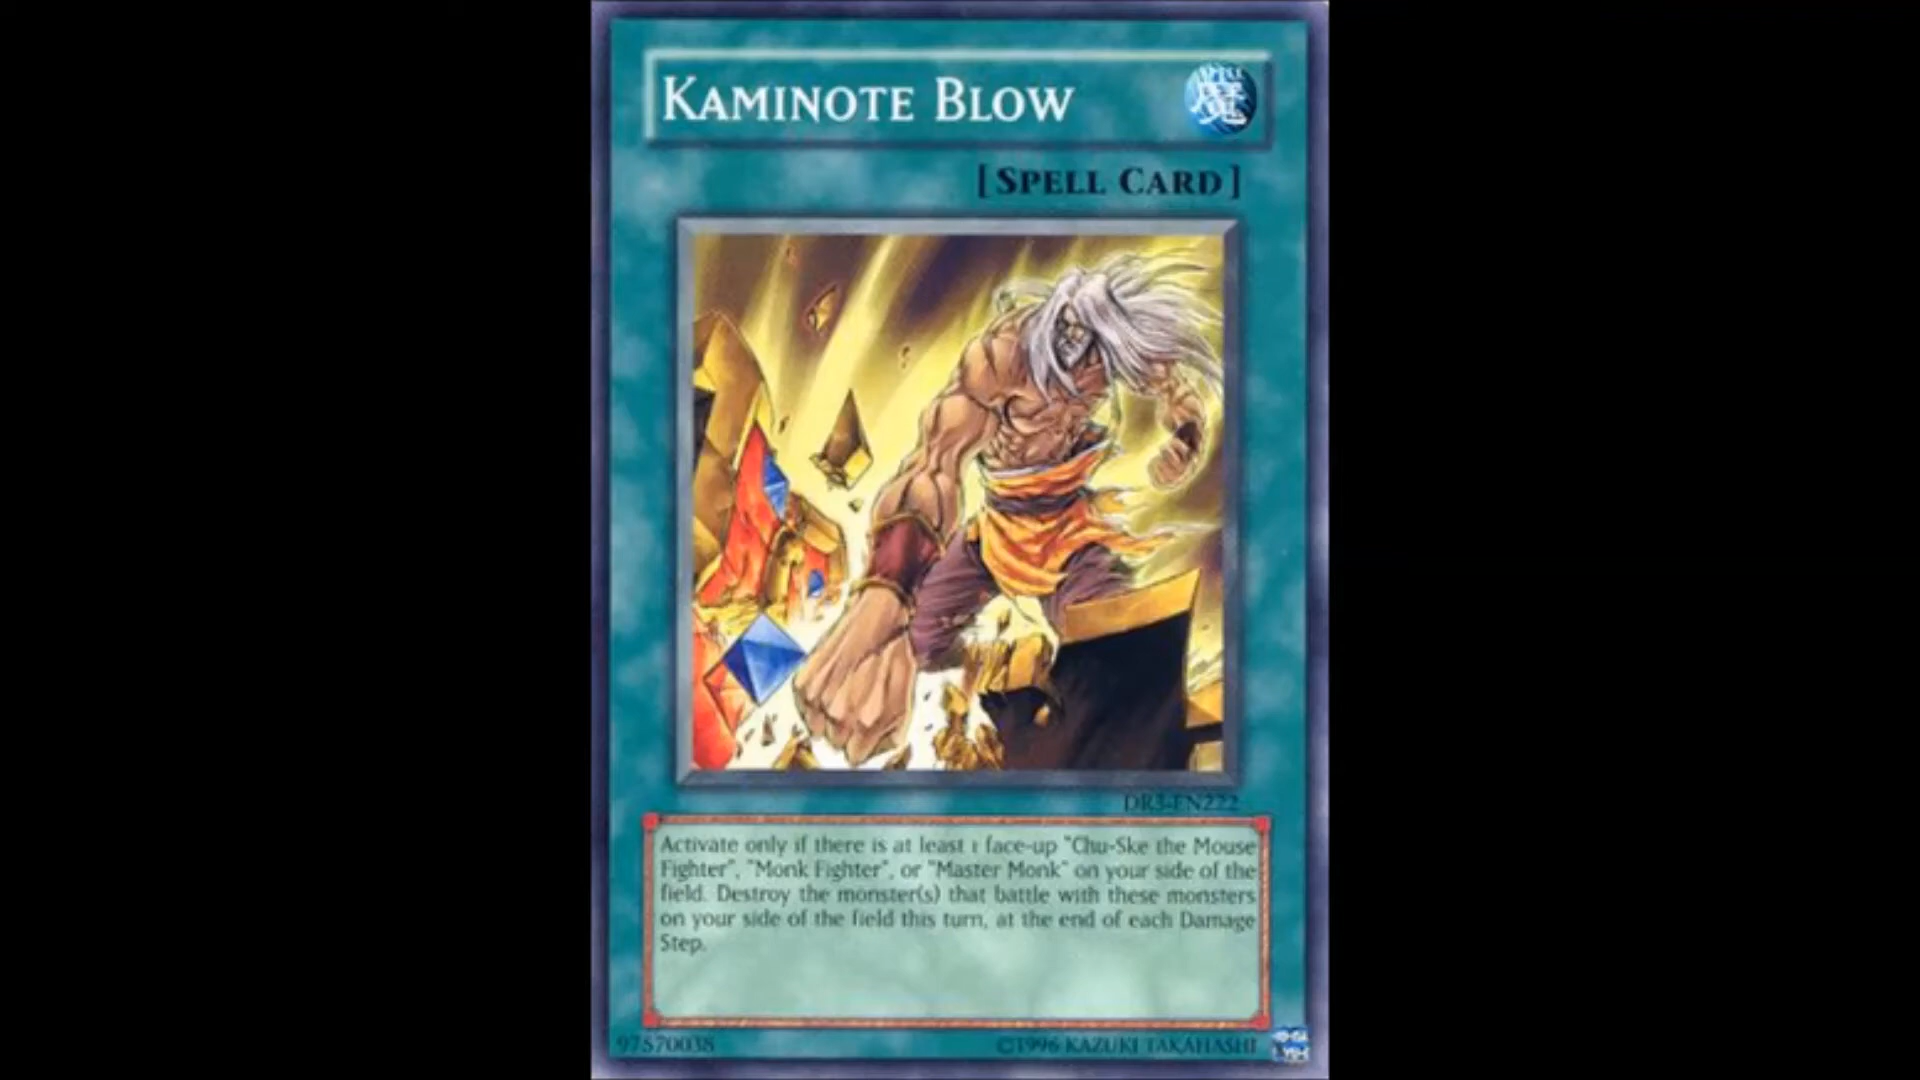 KAMINOTE BLOW
魔
[SPELL CARD]
DR3-EN222
Activate only if there is at least 1 face-up "Chu-Ske the Mouse
Fighter", "Monk Fighter", or "Master Monk" on your side of the
field. Destroy the monster(s) that battle with these monsters
on your side of the field this turn, at the end of each Damage
Step.
97570038
©1996 KAZUKI TAKAHASHI